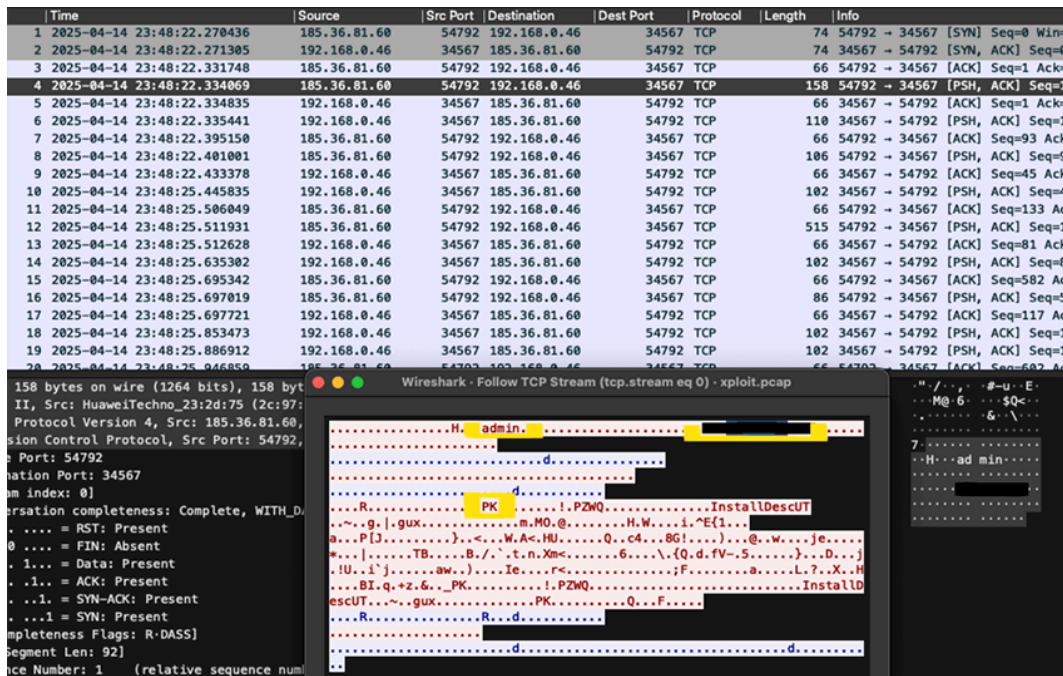 Time Source Src Port Destination Dest Port Protocol Length Info
1 2025-04-14 23:48:22.270436 185.36.81.60 54792 192.168.0.46 34567 TCP 74 54792 → 34567 [SYN] Seq=0 Win=
2 2025-04-14 23:48:22.271305 192.168.0.46 34567 185.36.81.60 54792 TCP 74 34567 → 54792 [SYN, ACK] Seq=0
3 2025-04-14 23:48:22.331748 185.36.81.60 54792 192.168.0.46 34567 TCP 66 54792 → 34567 [ACK] Seq=1 Ack=
4 2025-04-14 23:48:22.334069 185.36.81.60 54792 192.168.0.46 34567 TCP 158 54792 → 34567 [PSH, ACK] Seq=1
5 2025-04-14 23:48:22.334835 192.168.0.46 34567 185.36.81.60 54792 TCP 66 34567 → 54792 [ACK] Seq=1 Ack=
6 2025-04-14 23:48:22.335441 192.168.0.46 34567 185.36.81.60 54792 TCP 110 34567 → 54792 [PSH, ACK] Seq=1
7 2025-04-14 23:48:22.395150 185.36.81.60 54792 192.168.0.46 34567 TCP 66 54792 → 34567 [ACK] Seq=93 Ack
8 2025-04-14 23:48:22.401001 185.36.81.60 54792 192.168.0.46 34567 TCP 106 54792 → 34567 [PSH, ACK] Seq=9
9 2025-04-14 23:48:22.433378 192.168.0.46 34567 185.36.81.60 54792 TCP 66 34567 → 54792 [ACK] Seq=45 Ac
10 2025-04-14 23:48:25.445835 192.168.0.46 34567 185.36.81.60 54792 TCP 102 34567 → 54792 [PSH, ACK] Seq=4
11 2025-04-14 23:48:25.506049 185.36.81.60 54792 192.168.0.46 34567 TCP 66 54792 → 34567 [ACK] Seq=133 A
12 2025-04-14 23:48:25.511931 185.36.81.60 54792 192.168.0.46 34567 TCP 515 54792 → 34567 [PSH, ACK] Seq=1
13 2025-04-14 23:48:25.512628 192.168.0.46 34567 185.36.81.60 54792 TCP 66 34567 → 54792 [ACK] Seq=81 Ac
14 2025-04-14 23:48:25.635302 192.168.0.46 34567 185.36.81.60 54792 TCP 102 34567 → 54792 [PSH, ACK] Seq=8
15 2025-04-14 23:48:25.695342 185.36.81.60 54792 192.168.0.46 34567 TCP 66 54792 → 34567 [ACK] Seq=582 A
16 2025-04-14 23:48:25.697019 185.36.81.60 54792 192.168.0.46 34567 TCP 86 54792 → 34567 [PSH, ACK] Seq=5
17 2025-04-14 23:48:25.697721 192.168.0.46 34567 185.36.81.60 54792 TCP 66 34567 → 54792 [ACK] Seq=117 A
18 2025-04-14 23:48:25.853473 192.168.0.46 34567 185.36.81.60 54792 TCP 102 34567 → 54792 [PSH, ACK] Seq=1
19 2025-04-14 23:48:25.886912 192.168.0.46 34567 185.36.81.60 54792 TCP 102 34567 → 54792 [PSH, ACK] Seq=1
158 bytes on wire (1264 bits), 158 byt
II, Src: HuaweiTechno_23:2d:75 (2c:97:
Protocol Version 4, Src: 185.36.81.60,
sion Control Protocol, Src Port: 54792,
e Port: 54792
nation Port: 34567
am index: 0]
ersation completeness: Complete, WITH_DA
. .... = RST: Present
0 .... = FIN: Absent
. 1... = Data: Present
. .1.. = ACK: Present
. ..1. = SYN-ACK: Present
. ...1 = SYN: Present
mpleteness Flags: R·DASS]
Segment Len: 92]
nce Number: 1 (relative sequence num
Wireshark · Follow TCP Stream (tcp.stream eq 0) · xploit.pcap
H. admin.
d
d
R PK !.PZWQ InstallDescUT
..~..g.|.gux m.MO.@ H.W....i.^E{1...
InstallD
escUT...~..gux PK Q...F
R R...d
d d
H···ad min